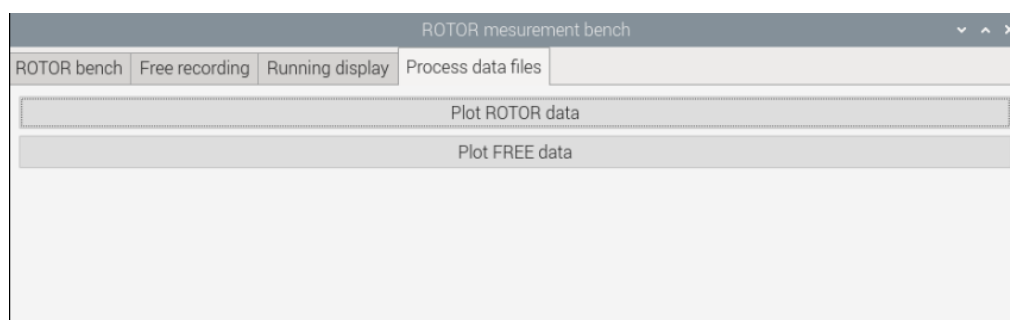 ROTOR mesurement bench
ROTOR bench Free recording Running display Process data files
Plot ROTOR data
Plot FREE data